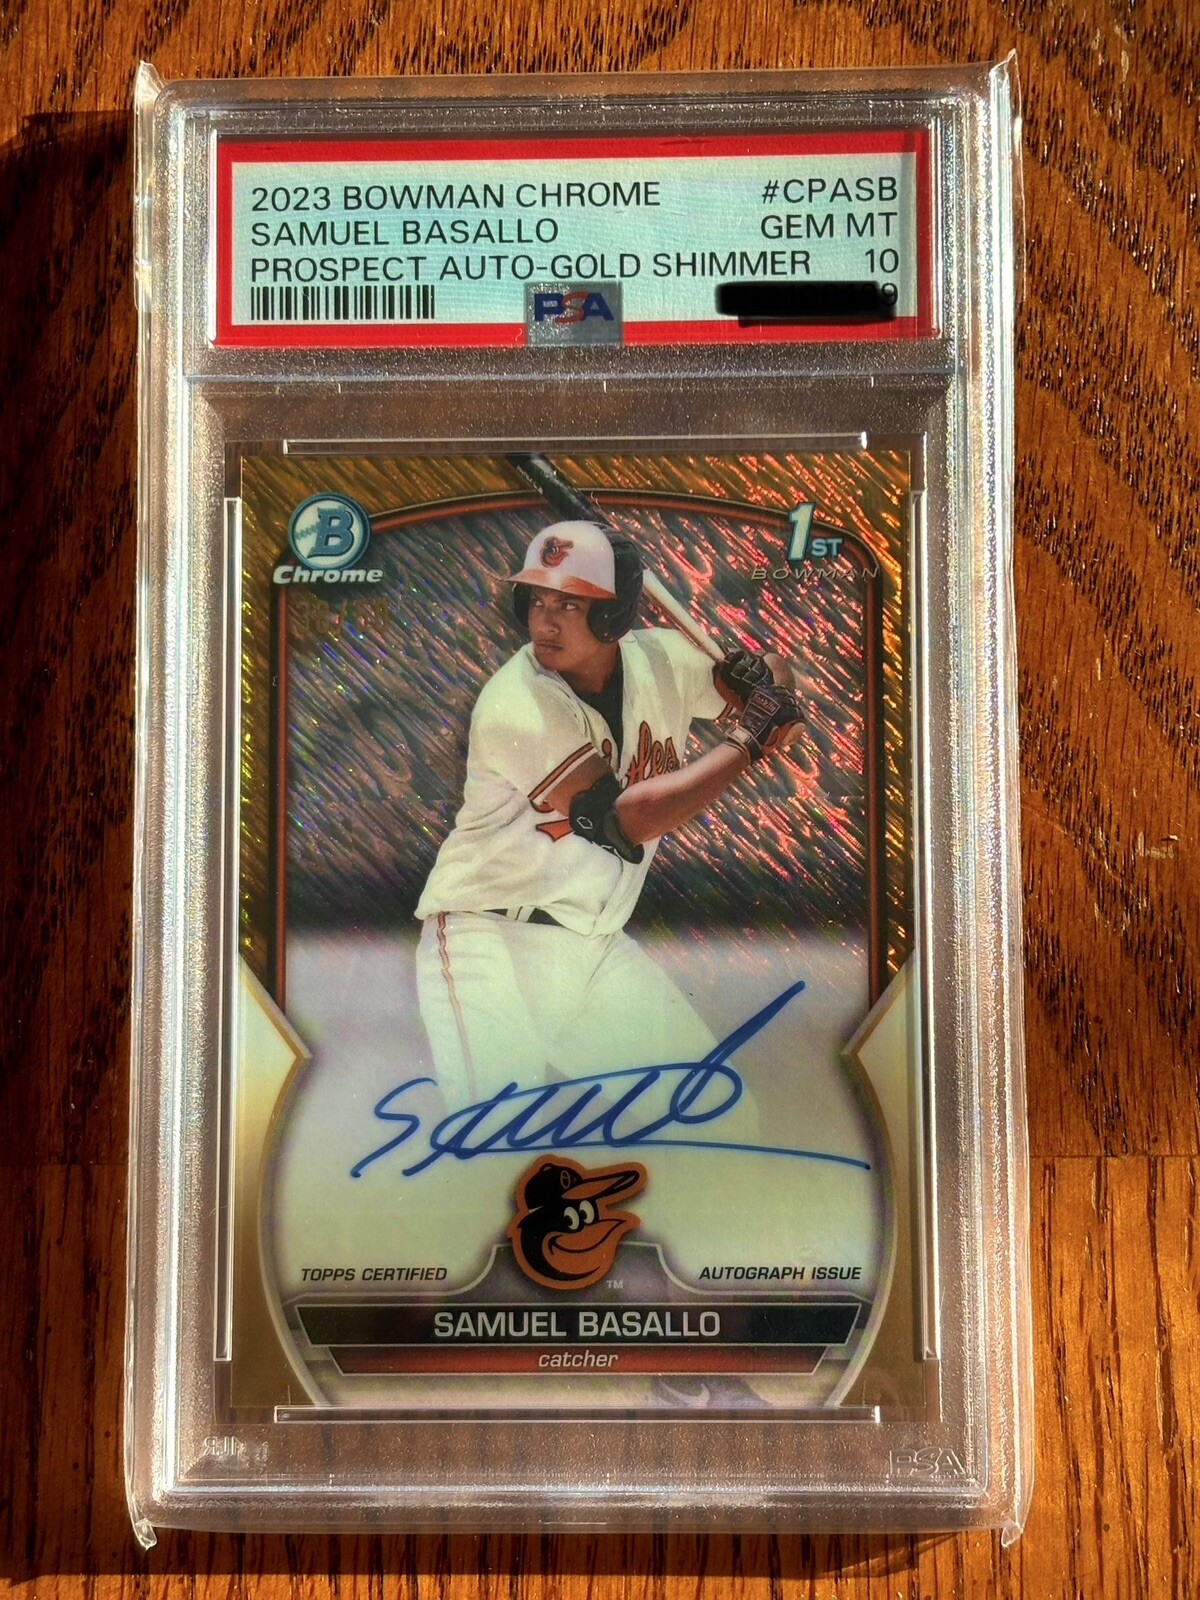 2023 BOWMAN CHROME #CPASB
SAMUEL BASALLO GEM MT
PROSPECT AUTO-GOLD SHIMMER 10
PSA
B
Chrome
1ST
BOWMAN
TOPPS CERTIFIED AUTOGRAPH ISSUE
TM
SAMUEL BASALLO
catcher
PSA